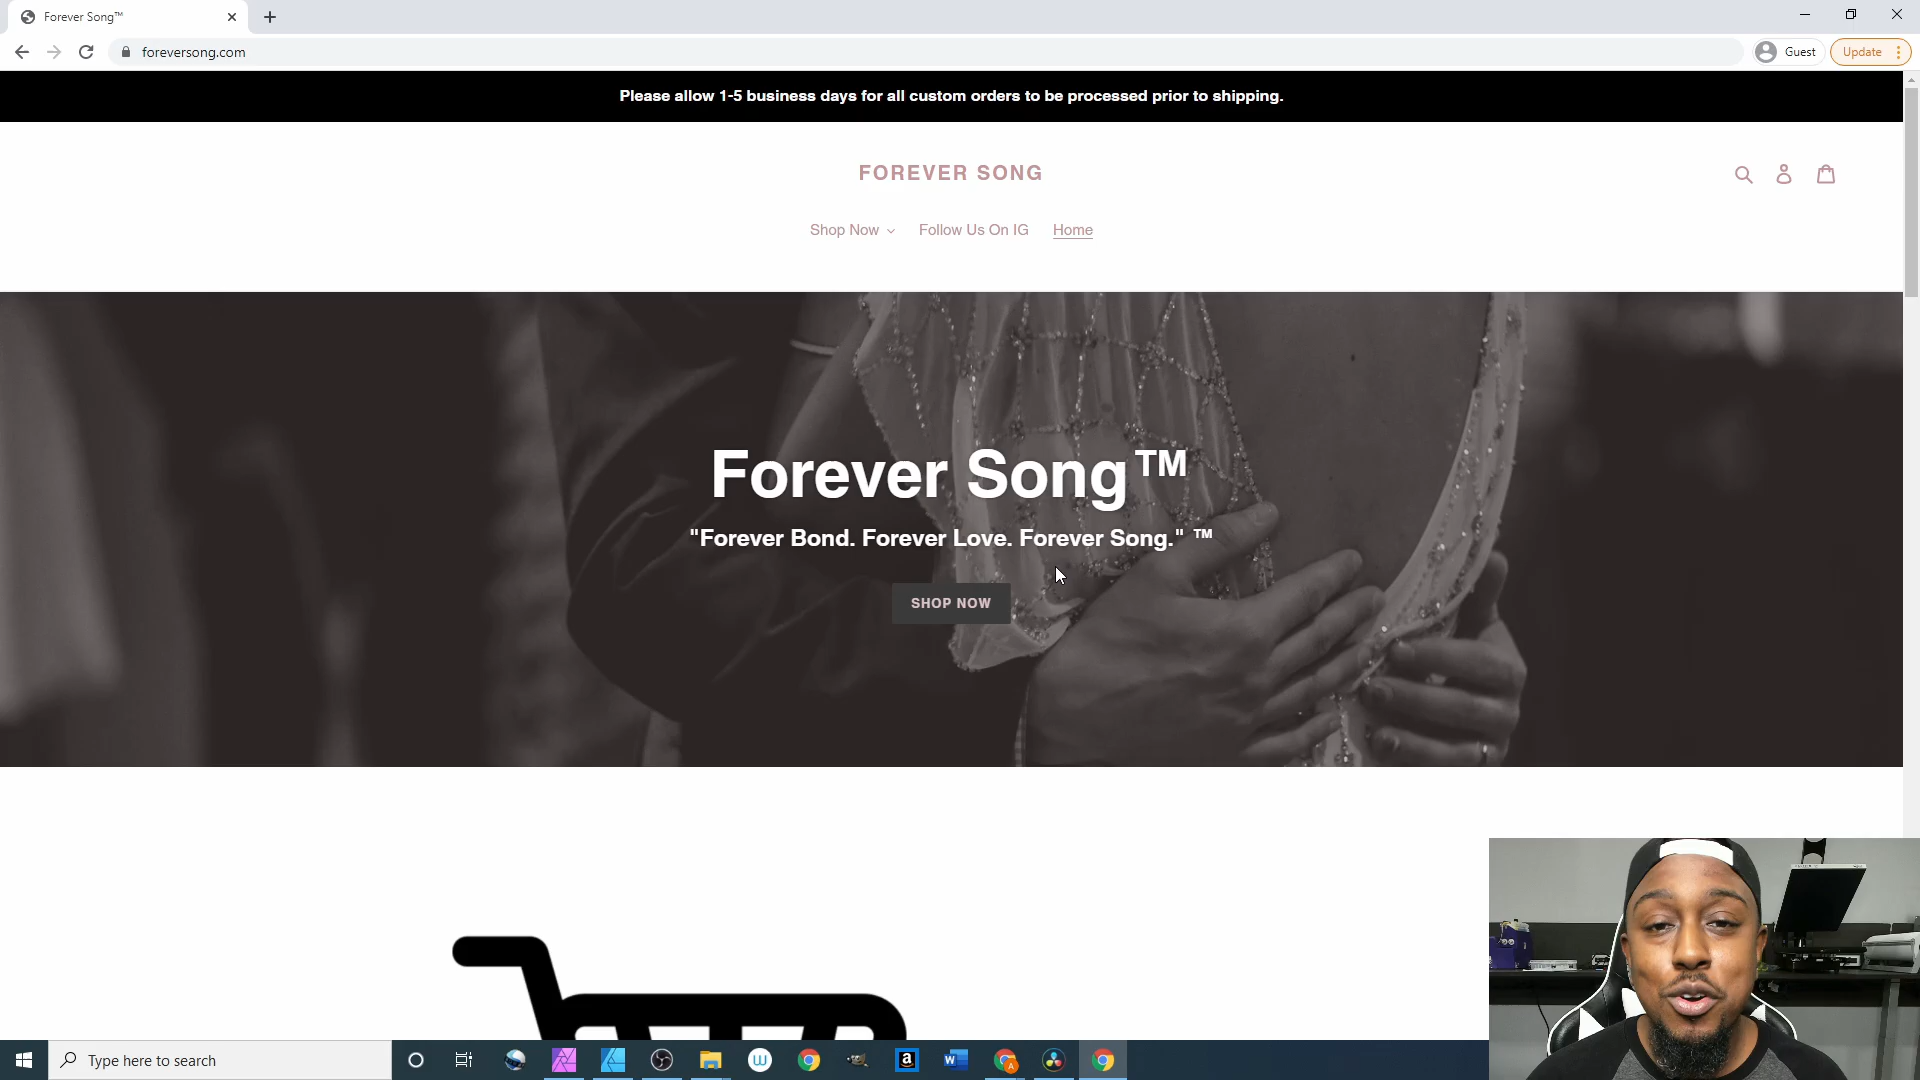 Forever Song™
foreversong.com
Guest
Update
Please allow 1-5 business days for all custom orders to be processed prior to shipping.
FOREVER SONG
Shop Now
Follow Us On IG
Home
Forever Song™
"Forever Bond. Forever Love. Forever Song." ™
SHOP NOW
Type here to search